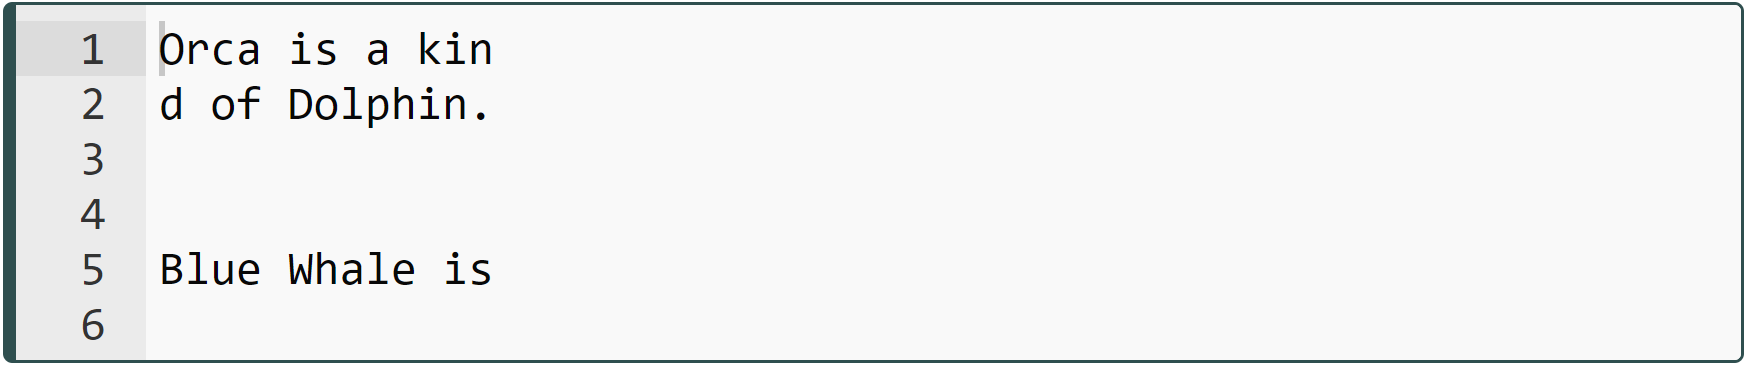 1 Orca is a kin
2 d of Dolphin.
3
4
5 Blue Whale is
6